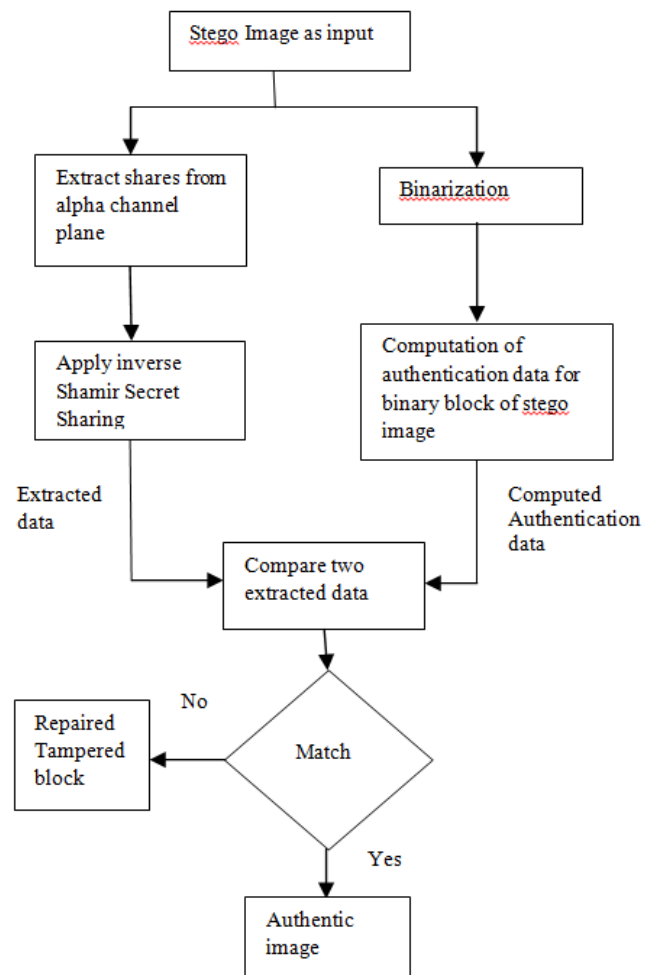 Stego Image as input
Extract shares from
alpha channel
plane
Binarization
Apply inverse
Shamir Secret
Sharing
Computation of
authentication data for
binary block of stego
image
Extracted
data
Computed
Authentication
data
Compare two
extracted data
No
Repaired
Tampered
block
Match
Yes
Authentic
image